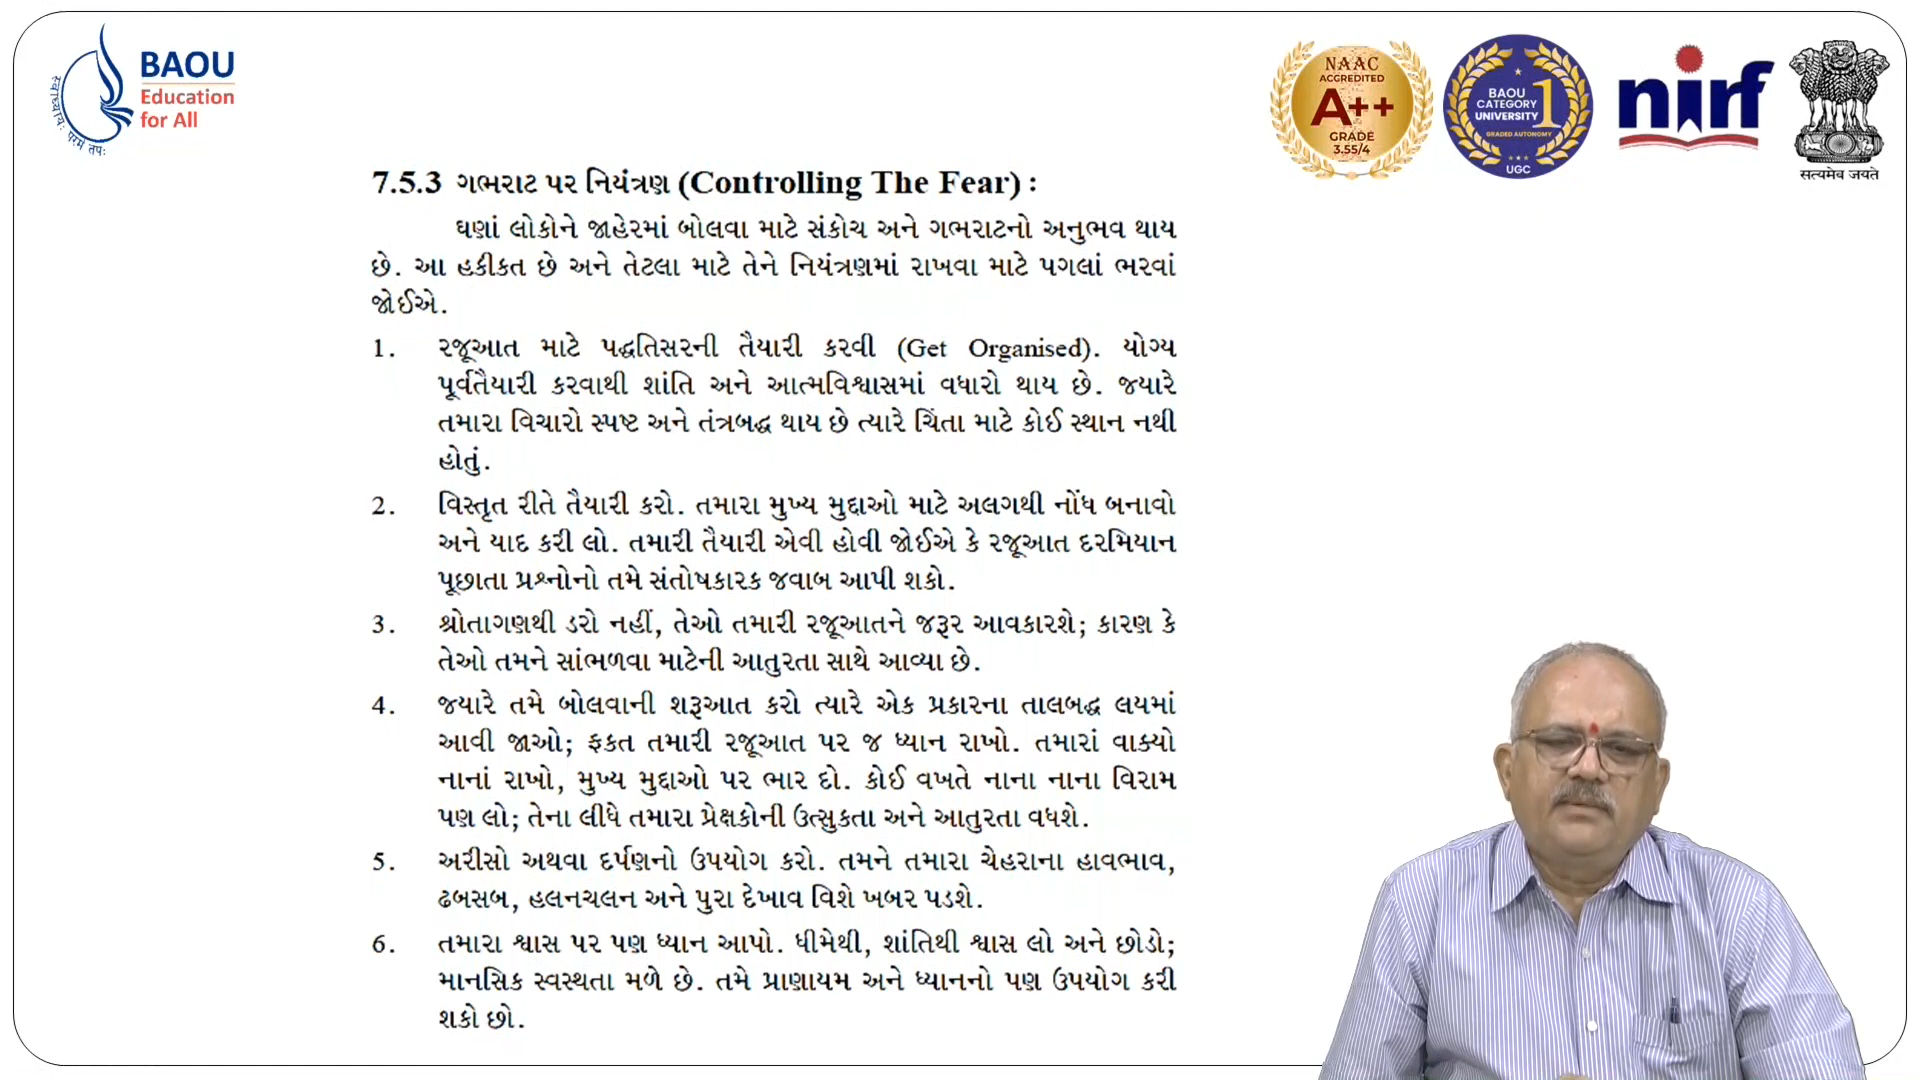 BAOU
Education
for All
स्वाध्यायः परमं तपः
NAAC
ACCREDITED
A++
GRADE
3.55/4
BAOU
CATEGORY 1
UNIVERSITY
GRADED AUTONOMY
UGC
nirf
सत्यमेव जयते
7.5.3 ગભરાટ પર નિયંત્રણ (Controlling The Fear) :
ઘણાં લોકોને જાહેરમાં બોલવા માટે સંકોચ અને ગભરાટનો અનુભવ થાય
છે. આ હકીકત છે અને તેટલા માટે તેને નિયંત્રણમાં રાખવા માટે પગલાં ભરવાં
જોઈએ.
1. રજૂઆત માટે પદ્ધતિસરની તૈયારી કરવી (Get Organised). યોગ્ય
પૂર્વતૈયારી કરવાથી શાંતિ અને આત્મવિશ્વાસમાં વધારો થાય છે. જયારે
તમારા વિચારો સ્પષ્ટ અને તંત્રબદ્ધ થાય છે ત્યારે ચિંતા માટે કોઈ સ્થાન નથી
હોતું.
2. વિસ્તૃત રીતે તૈયારી કરો. તમારા મુખ્ય મુદ્દાઓ માટે અલગથી નોંધ બનાવો
અને યાદ કરી લો. તમારી તૈયારી એવી હોવી જોઈએ કે રજૂઆત દરમિયાન
પૂછાતા પ્રશ્નોનો તમે સંતોષકારક જવાબ આપી શકો.
3. શ્રોતાગણથી ડરો નહીં, તેઓ તમારી રજૂઆતને જરૂર આવકારશે; કારણ કે
તેઓ તમને સાંભળવા માટેની આતુરતા સાથે આવ્યા છે.
4. જયારે તમે બોલવાની શરૂઆત કરો ત્યારે એક પ્રકારના તાલબદ્ધ લયમાં
આવી જાઓ; ફકત તમારી રજૂઆત પર જ ધ્યાન રાખો. તમારાં વાક્યો
નાનાં રાખો, મુખ્ય મુદ્દાઓ પર ભાર દો. કોઈ વખતે નાના નાના વિરામ
પણ લો; તેના લીધે તમારા પ્રેક્ષકોની ઉત્સુકતા અને આતુરતા વધશે.
5. અરીસો અથવા દર્પણનો ઉપયોગ કરો. તમને તમારા ચેહરાના હાવભાવ,
ઢબસબ, હલનચલન અને પુરા દેખાવ વિશે ખબર પડશે.
6. તમારા શ્વાસ પર પણ ધ્યાન આપો. ધીમેથી, શાંતિથી શ્વાસ લો અને છોડો;
માનસિક સ્વસ્થતા મળે છે. તમે પ્રાણાયમ અને ધ્યાનનો પણ ઉપયોગ કરી
શકો છો.